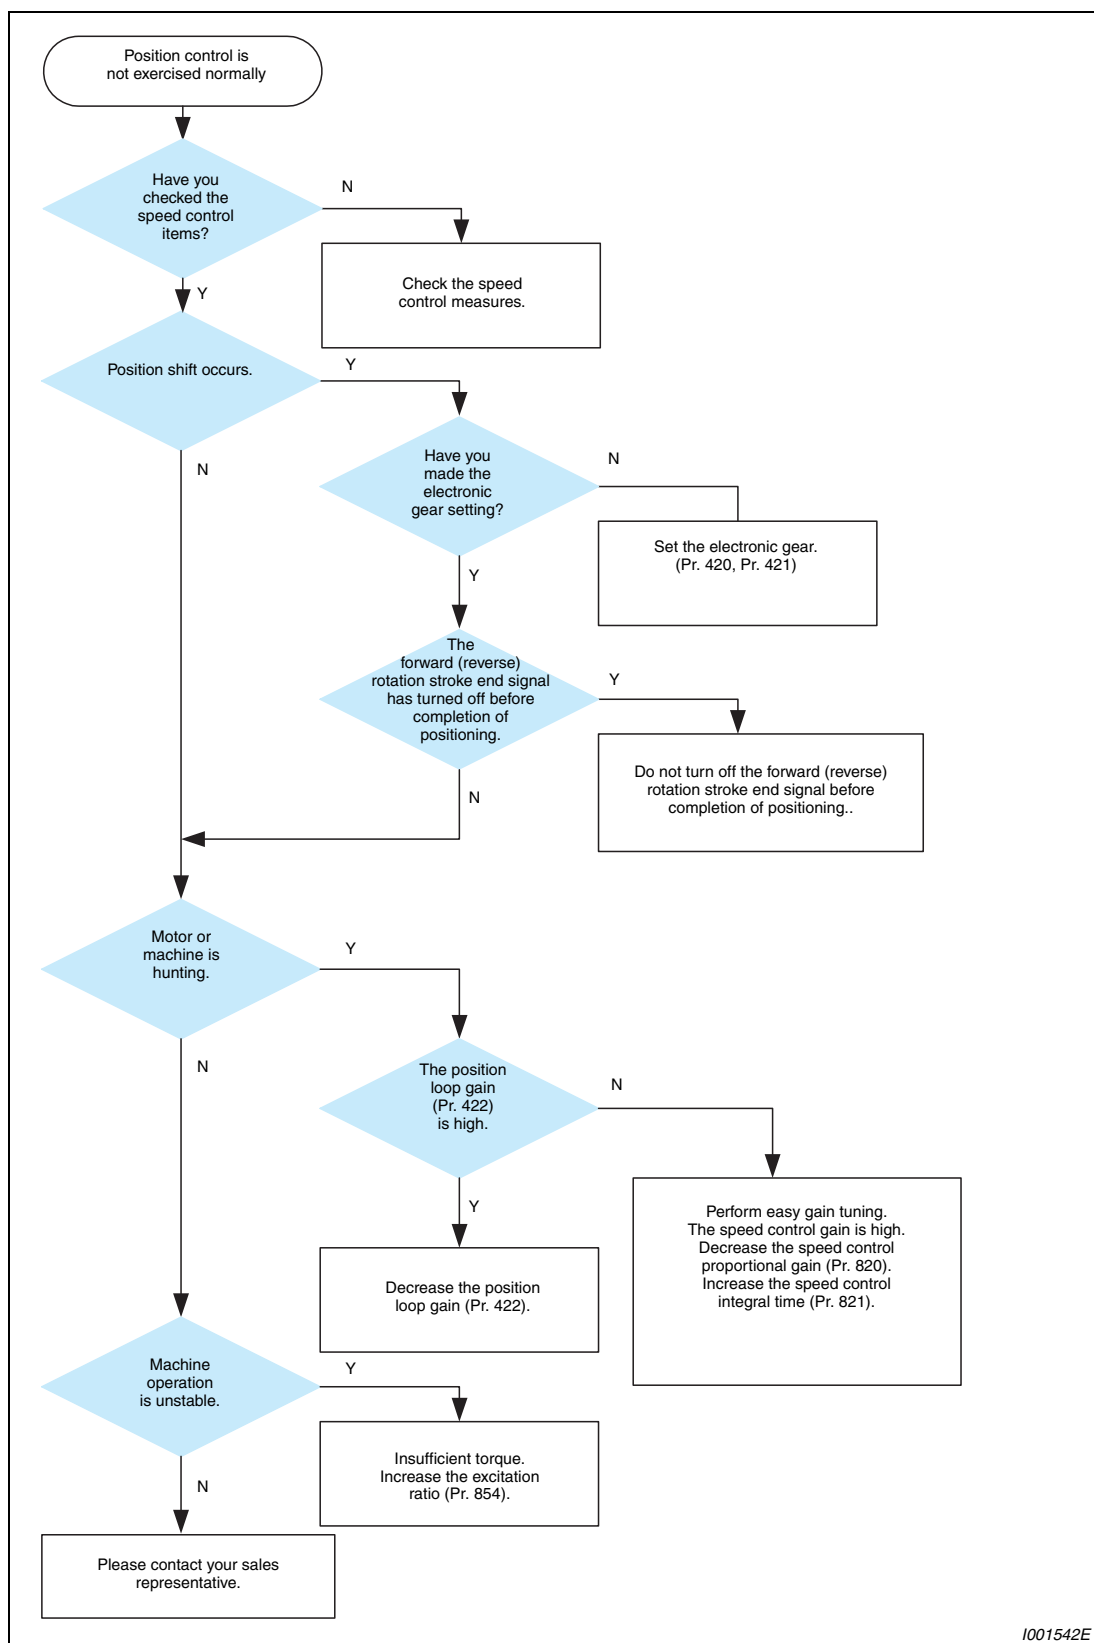 Position control is
not exercised normally
Have you
checked the
speed control
items?
N
Check the speed
control measures.
Y
Position shift occurs.
Y
N
Have you
made the
electronic
gear setting?
N
Set the electronic gear.
(Pr. 420, Pr. 421)
Y
The
forward (reverse)
rotation stroke end signal
has turned off before
completion of
positioning.
Y
Do not turn off the forward (reverse)
rotation stroke end signal before
completion of positioning..
N
Motor or
machine is
hunting.
Y
N
The position
loop gain
(Pr. 422)
is high.
N
Y
Perform easy gain tuning.
The speed control gain is high.
Decrease the speed control
proportional gain (Pr. 820).
Increase the speed control
integral time (Pr. 821).
Decrease the position
loop gain (Pr. 422).
Machine
operation
is unstable.
Y
Insufficient torque.
Increase the excitation
ratio (Pr. 854).
N
Please contact your sales
representative.
I001542E